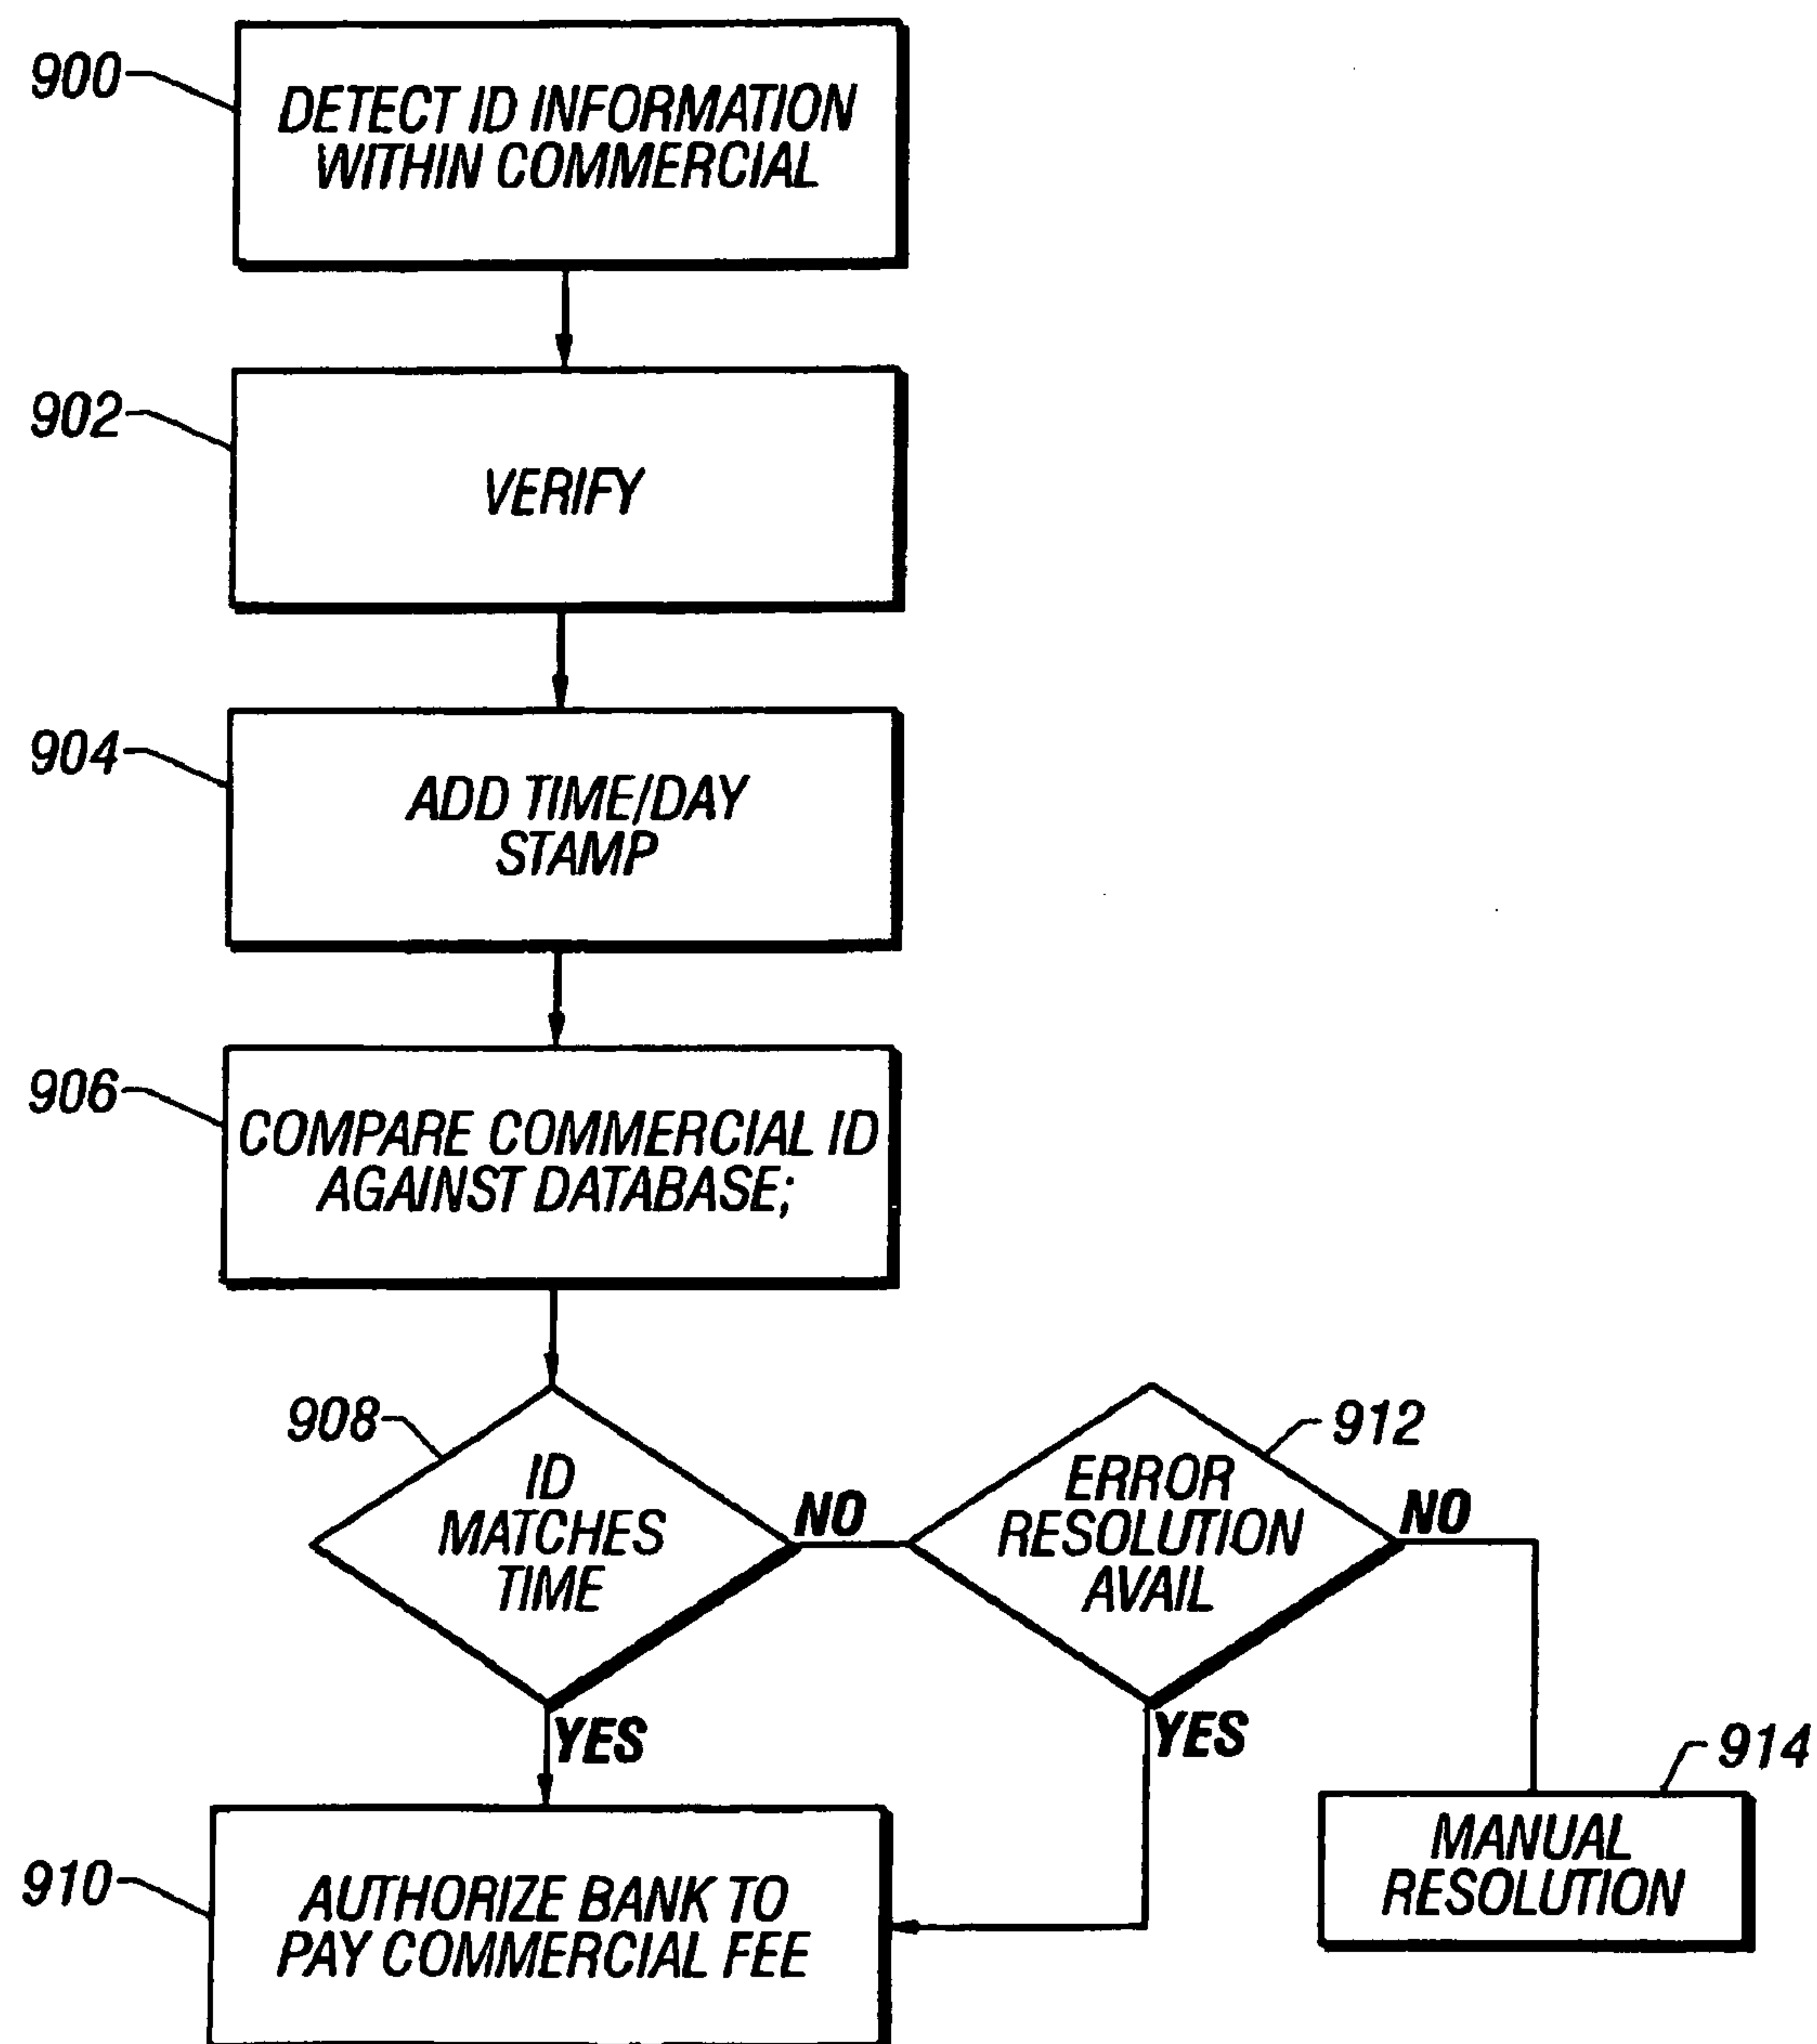 900
DETECT ID INFORMATION
WITHIN COMMERCIAL
902
VERIFY
904
ADD TIME/DAY
STAMP
906
COMPARE COMMERCIAL ID
AGAINST DATABASE;
908
ID
MATCHES
TIME
NO
YES
912
ERROR
RESOLUTION
AVAIL
NO
YES
914
MANUAL
RESOLUTION
910
AUTHORIZE BANK TO
PAY COMMERCIAL FEE